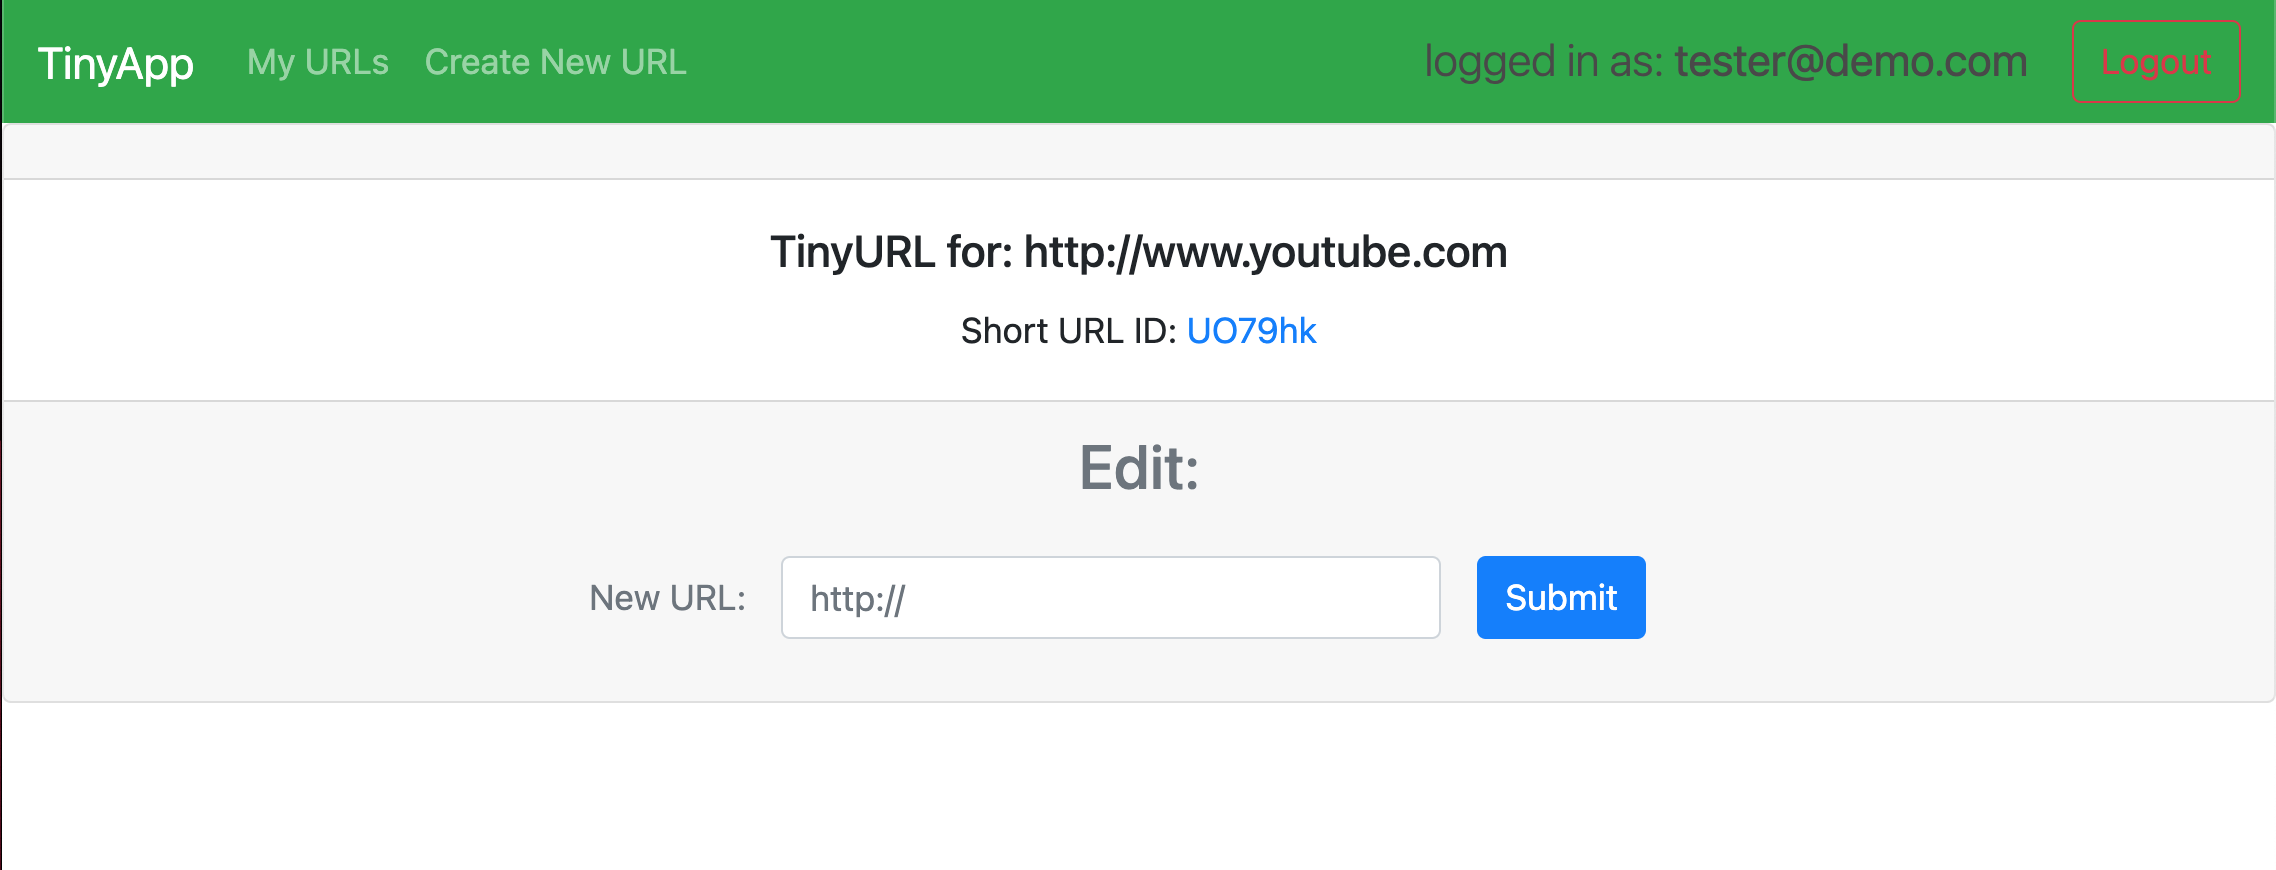 TinyApp My URLs Create New URL logged in as: tester@demo.com Logout
TinyURL for: http://www.youtube.com
Short URL ID: UO79hk
Edit:
New URL: http:// Submit